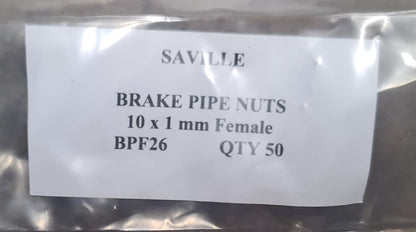 SAVILLE
BRAKE PIPE NUTS
10 x 1 mm Female
BPF26 QTY 50